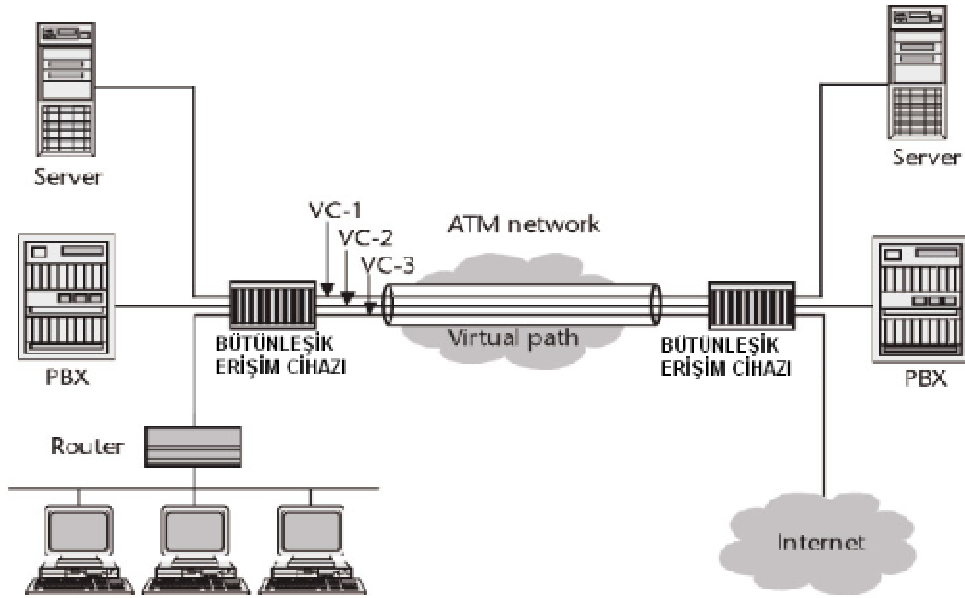 Server
Server
VC-1
VC-2
VC-3
ATM network
Virtual path
BÜTÜNLEŞİK
ERİŞİM CİHAZI
BÜTÜNLEŞİK
ERİŞİM CİHAZI
PBX
PBX
Router
Internet